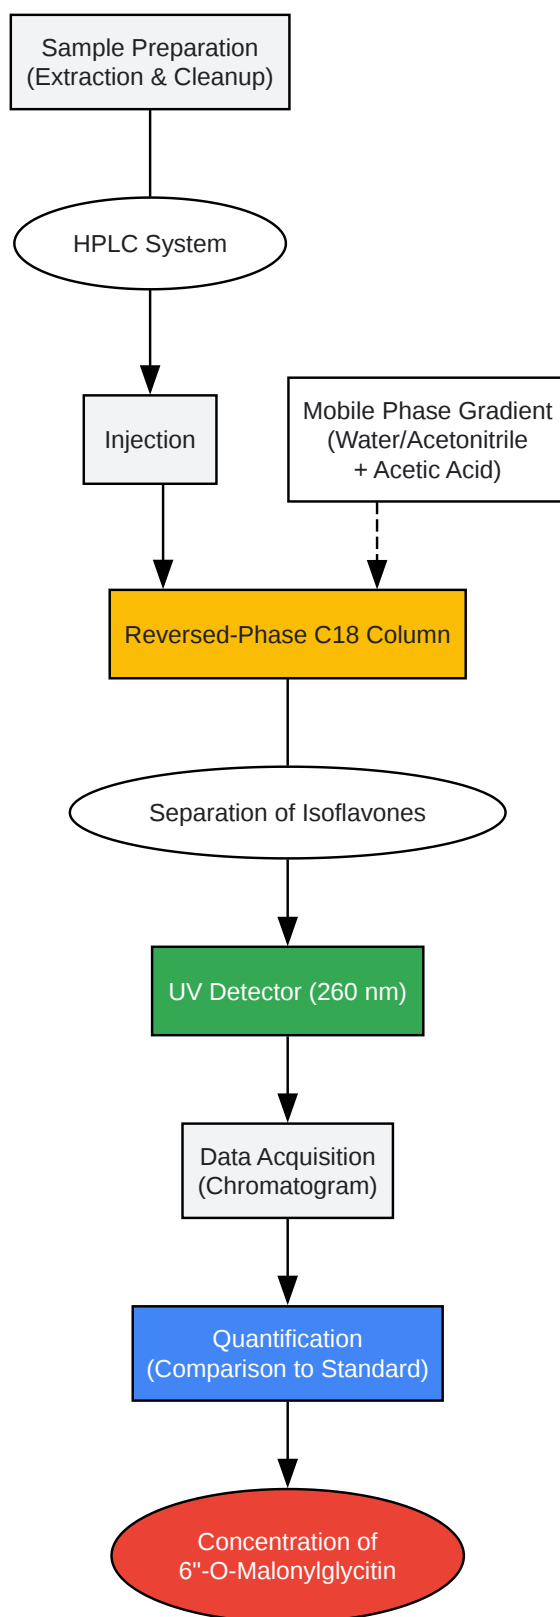 Sample Preparation
(Extraction & Cleanup)
HPLC System
Injection
Mobile Phase Gradient
(Water/Acetonitrile
+ Acetic Acid)
Reversed-Phase C18 Column
Separation of Isoflavones
UV Detector (260 nm)
Data Acquisition
(Chromatogram)
Quantification
(Comparison to Standard)
Concentration of
6"-O-Malonylglycitin